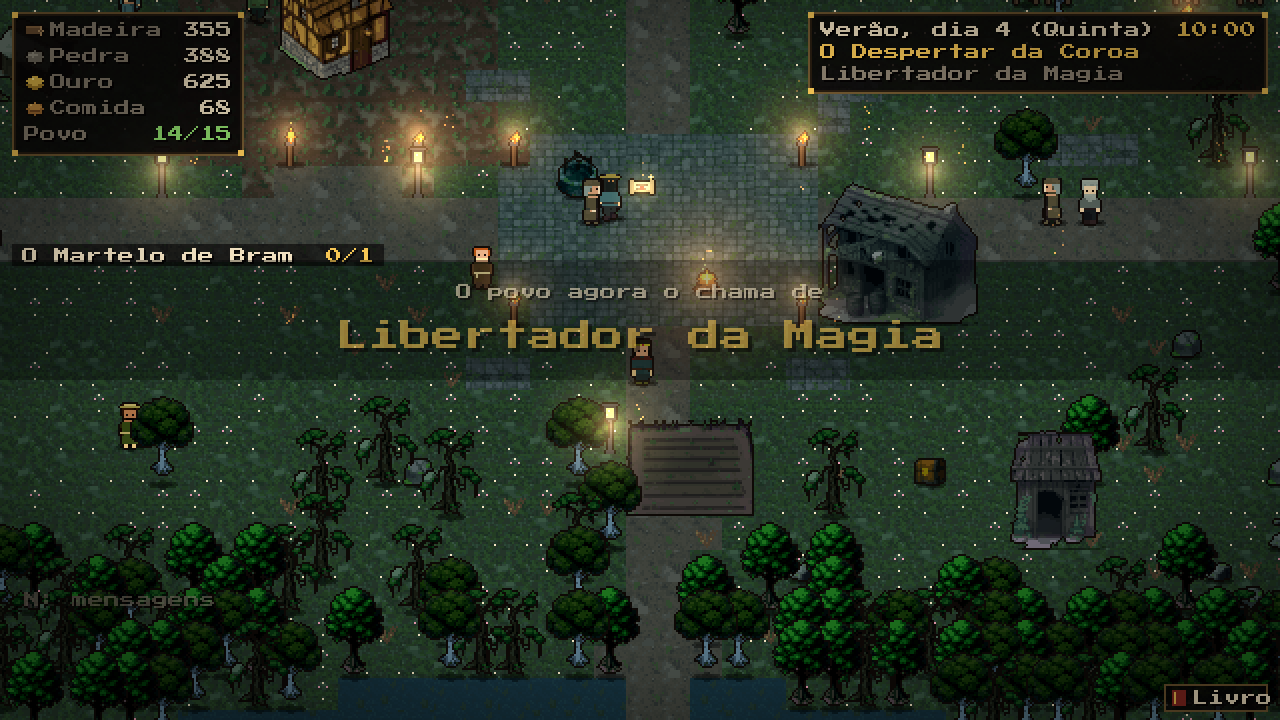 Madeira 355
Pedra 388
Ouro 625
Comida 68
Povo 14/15
Verão, dia 4 (Quinta) 10:00
O Despertar da Coroa
Libertador da Magia
O Martelo de Bram 0/1
O povo agora o chama de
Libertador da Magia
N: mensagens
Livro